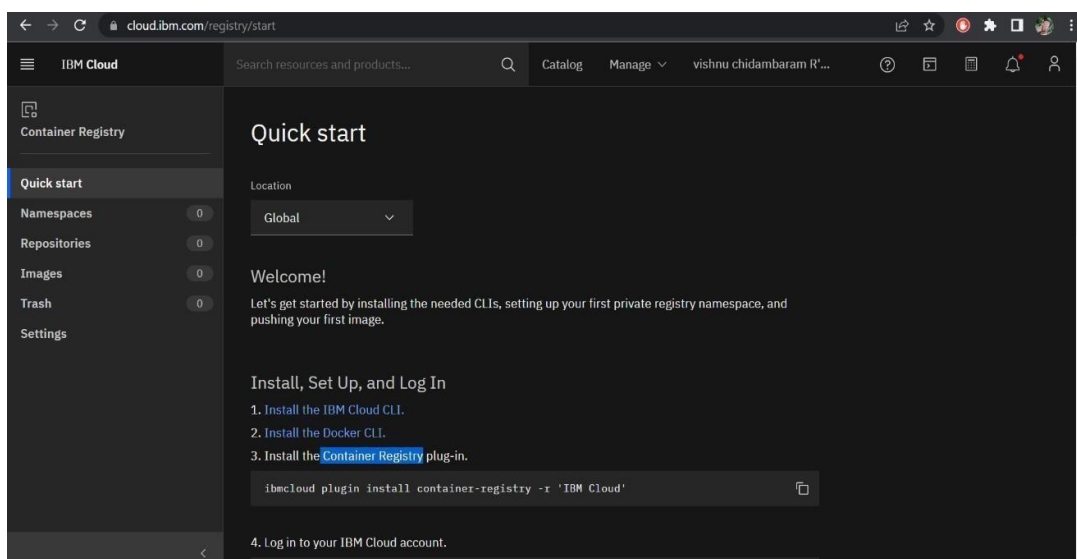 cloud.ibm.com/registry/start
IBM Cloud
Search resources and products...
Catalog
Manage
vishnu chidambaram R'...
Container Registry
Quick start
Namespaces 0
Repositories 0
Images 0
Trash 0
Settings
Quick start
Location
Global
Welcome!
Let's get started by installing the needed CLIs, setting up your first private registry namespace, and
pushing your first image.
Install, Set Up, and Log In
1. Install the IBM Cloud CLI.
2. Install the Docker CLI.
3. Install the Container Registry plug-in.
ibmcloud plugin install container-registry -r 'IBM Cloud'
4. Log in to your IBM Cloud account.